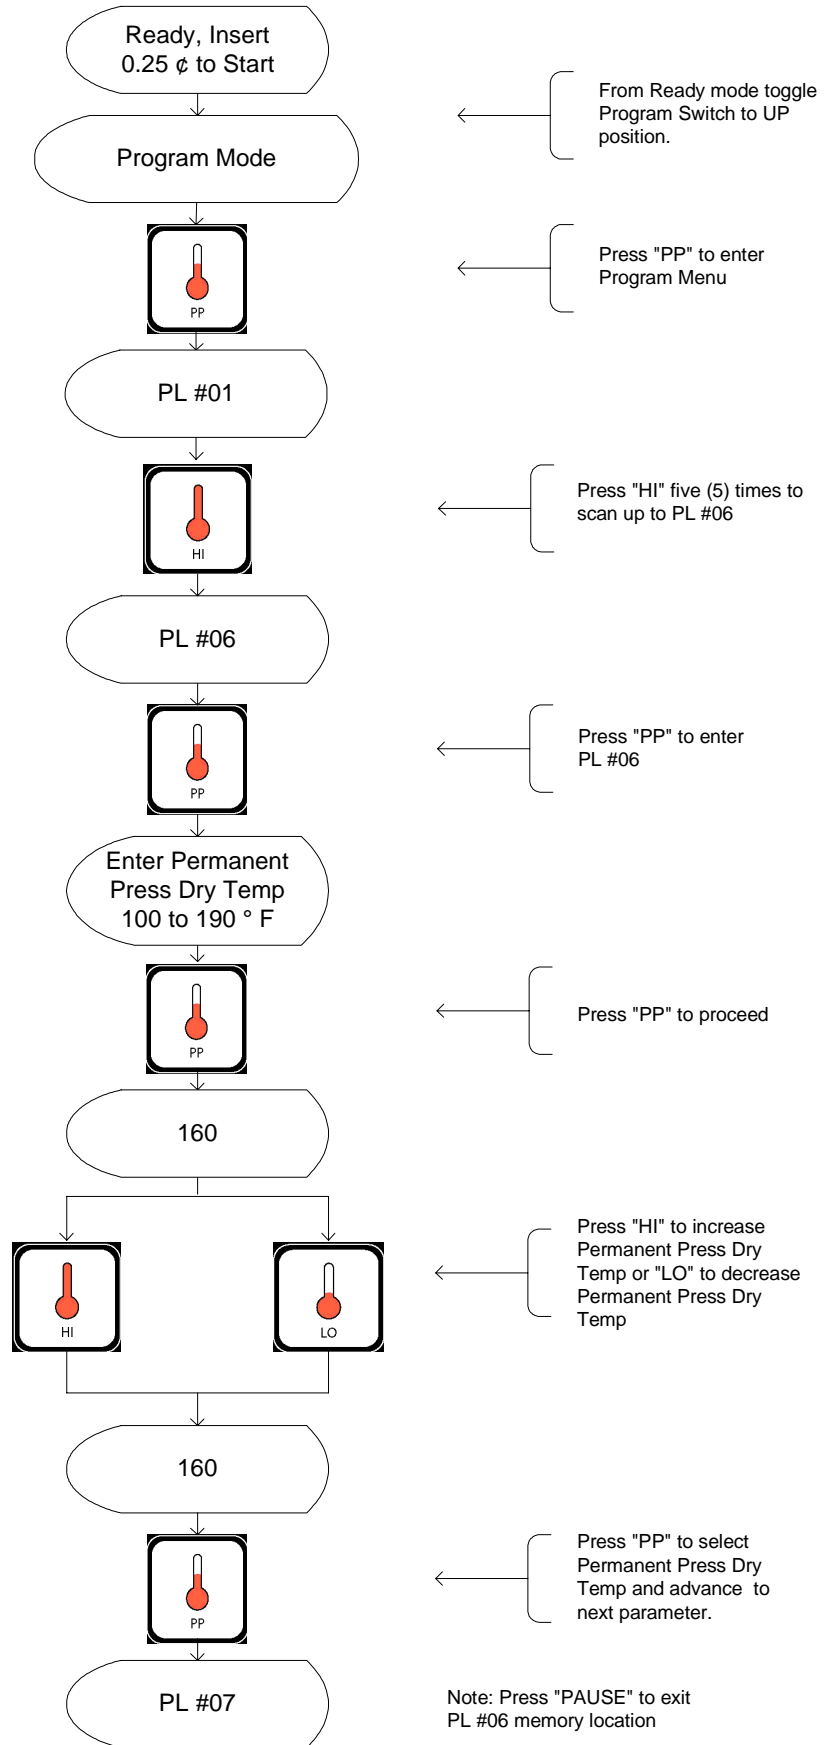 Ready, Insert
0.25 ¢ to Start
From Ready mode toggle
Program Switch to UP
position.
Program Mode
Press "PP" to enter
Program Menu
PP
PL #01
Press "HI" five (5) times to
scan up to PL #06
HI
PL #06
Press "PP" to enter
PL #06
PP
Enter Permanent
Press Dry Temp
100 to 190 ° F
Press "PP" to proceed
PP
160
Press "HI" to increase
Permanent Press Dry
Temp or "LO" to decrease
Permanent Press Dry
Temp
HI
LO
160
Press "PP" to select
Permanent Press Dry
Temp and advance to
next parameter.
PP
PL #07
Note: Press "PAUSE" to exit
PL #06 memory location